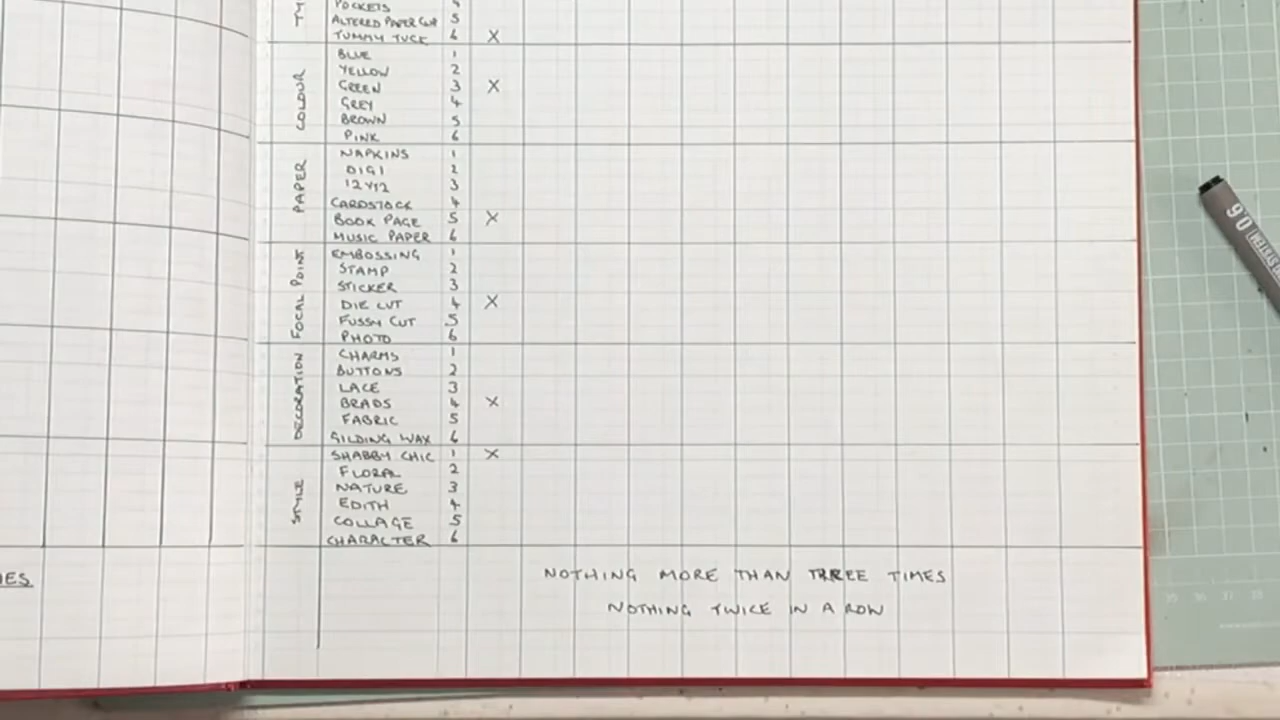 POCKETS
ALTERED PAPER CLIP 5
TUMMY TUCK 6 X
COLOUR
BLUE 1
YELLOW 2
GREEN 3 X
GREY 4
BROWN 5
PINK 6
PAPER
NAPKINS 1
DIGI 2
12x12 3
CARDSTOCK 4
BOOK PAGE 5 X
MUSIC PAPER 6
FOCAL POINT
EMBOSSING 1
STAMP 2
STICKER 3
DIE CUT 4 X
FUSSY CUT 5
PHOTO 6
DECORATION
CHARMS 1
BUTTONS 2
LACE 3
BRADS 4 X
FABRIC 5
GILDING WAX 6
STYLE
SHABBY CHIC 1 X
FLORAL 2
NATURE 3
EDITH 4
COLLAGE 5
CHARACTER 6
NOTHING MORE THAN THREE TIMES
NOTHING TWICE IN A ROW
0.6